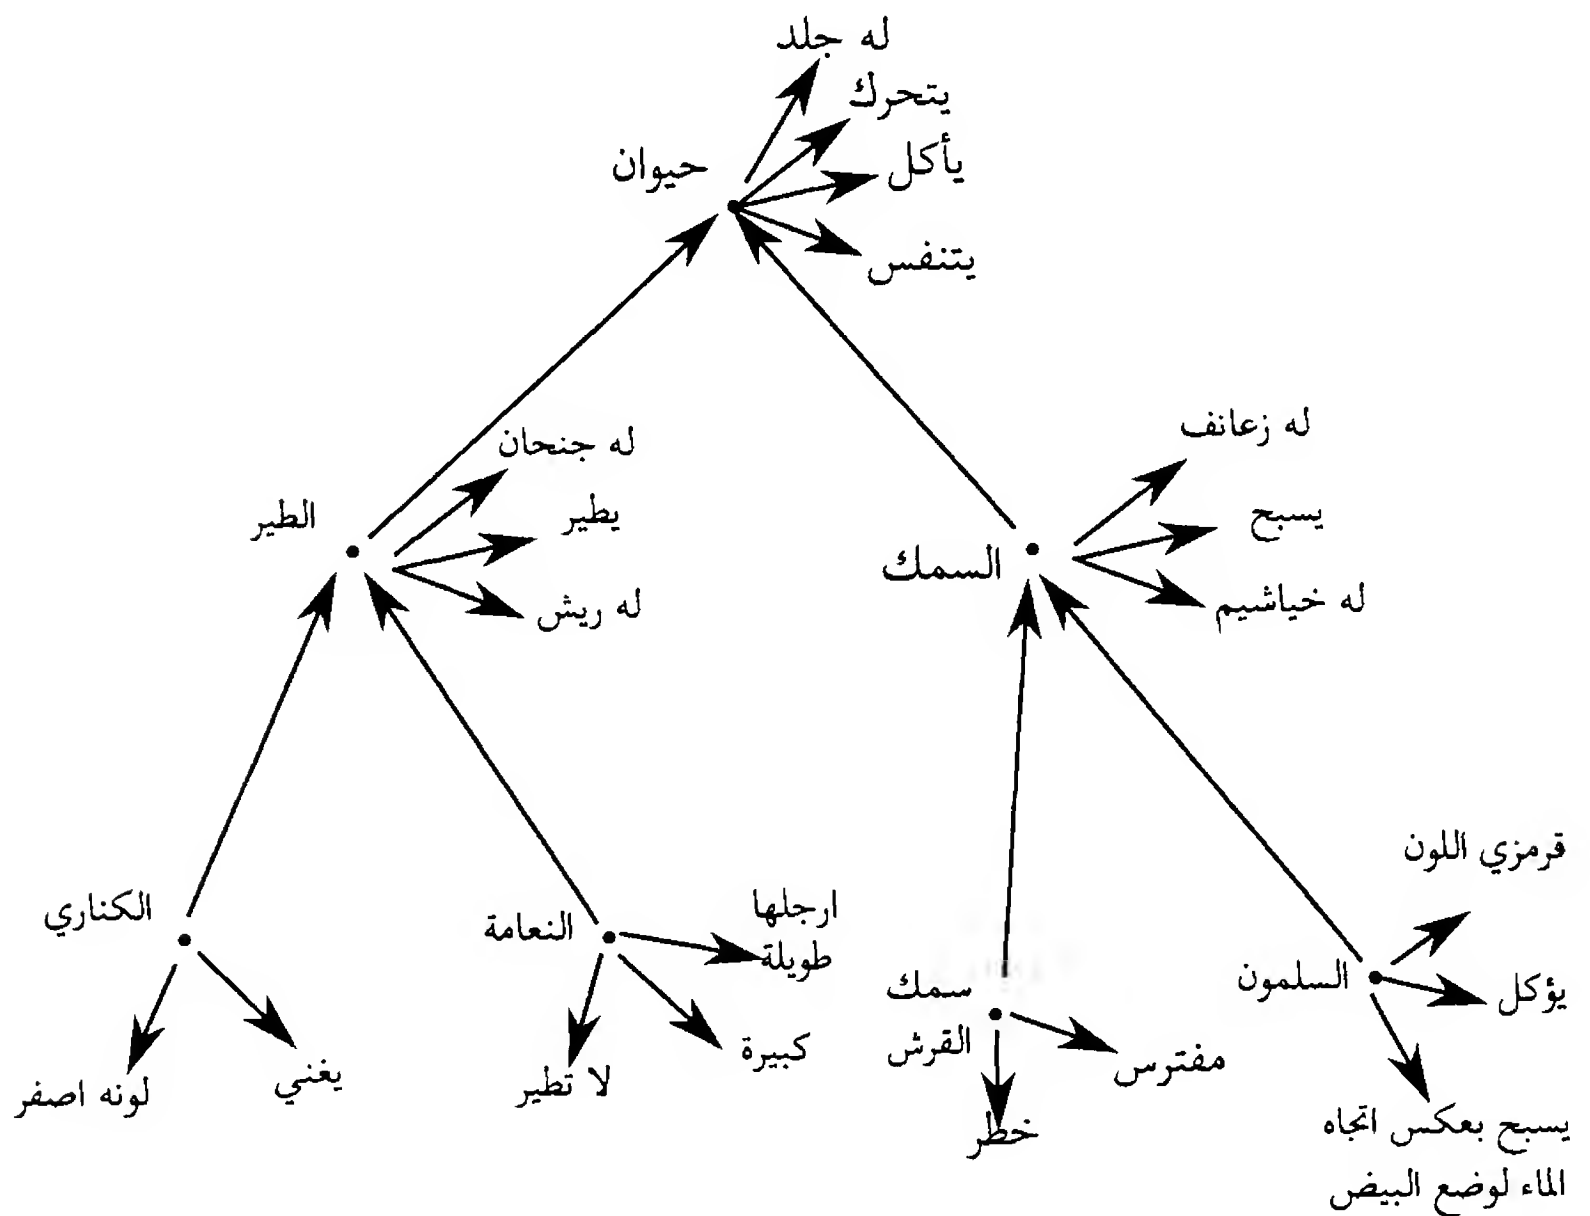 له جلد
يتحرك
حيوان
يأكل
يتنفس
له زعانف
له جنحان
الطير
يطير
يسبح
السمك
له ريش
له خياشيم
قرمزي اللون
الكناري
النعامة
ارجلها
طويلة
سمك
القرش
السلمون
يؤكل
كبيرة
مفترس
لونه اصفر
يغني
لا تطير
خطر
يسبح بعكس اتجاه
الماء لوضع البيض